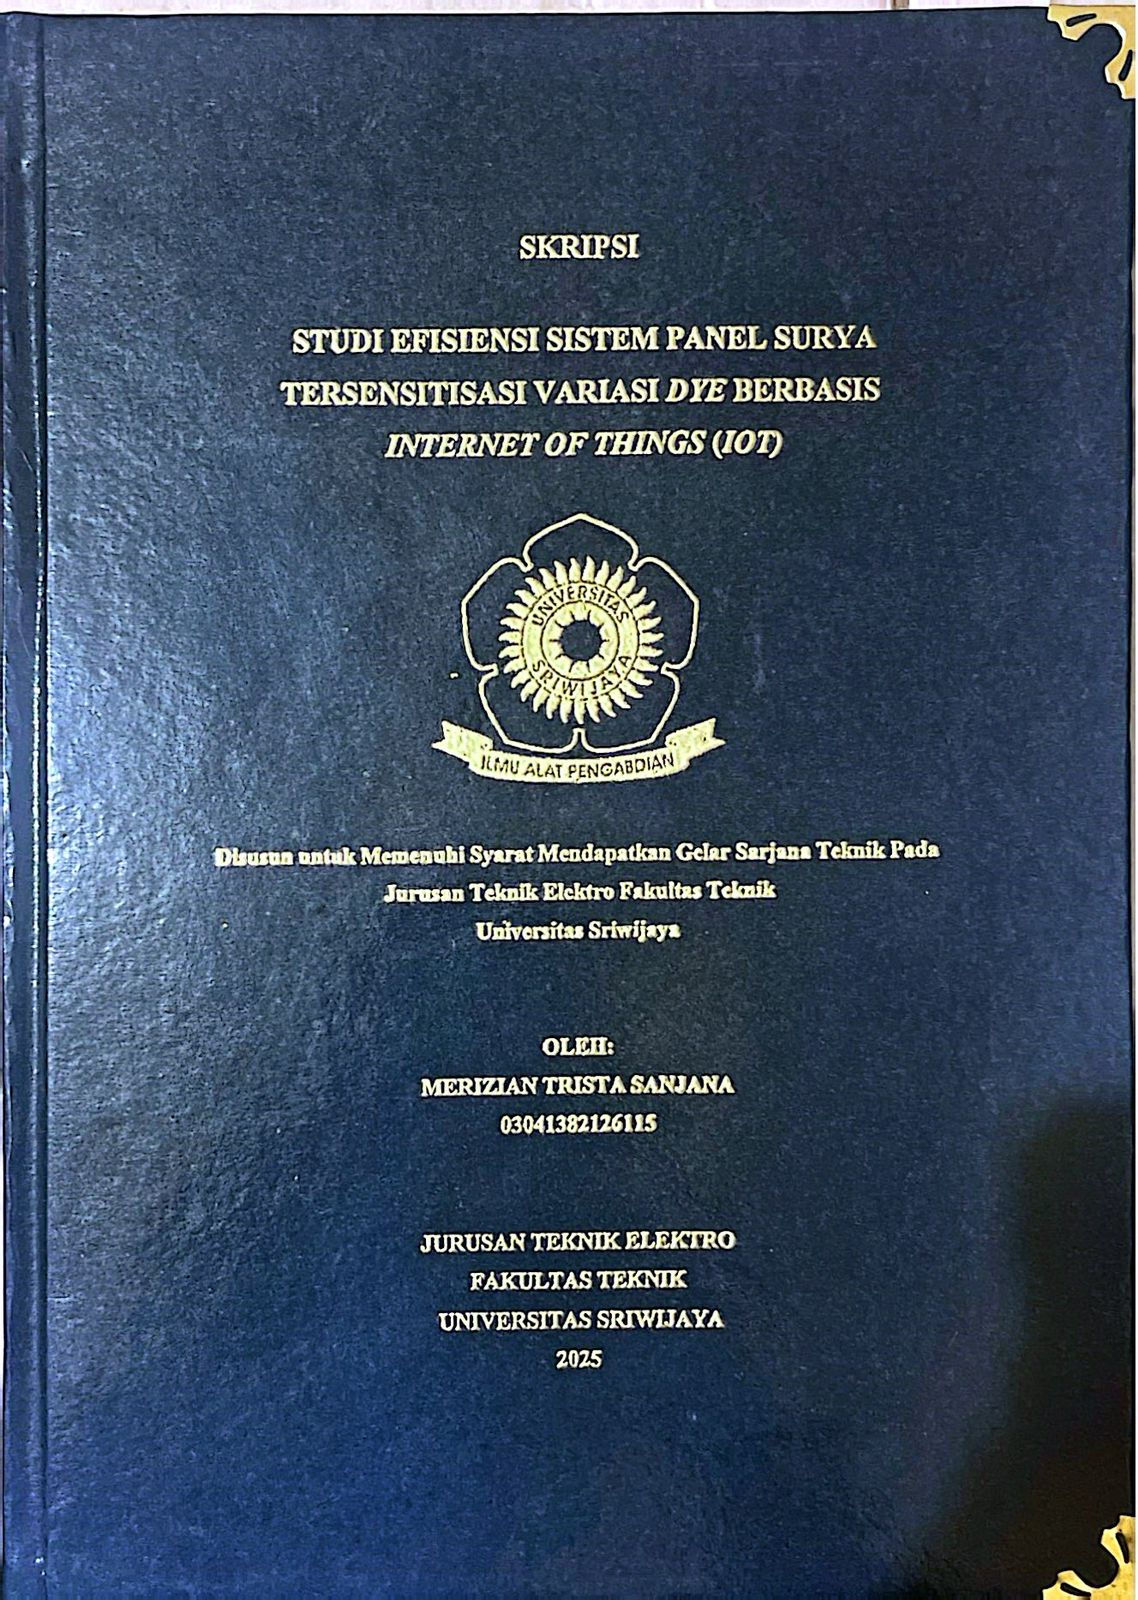 SKRIPSI
STUDI EFISIENSI SISTEM PANEL SURYA
TERSENSITISASI VARIASI DYE BERBASIS
INTERNET OF THINGS (IOT)
UNIVERSITAS
SRIWIJAYA
ILMU ALAT PENGABDIAN
Disusun untuk Memenuhi Syarat Mendapatkan Gelar Sarjana Teknik Pada
Jurusan Teknik Elektro Fakultas Teknik
Universitas Sriwijaya
OLEH:
MERIZIAN TRISTA SANJANA
03041382126115
JURUSAN TEKNIK ELEKTRO
FAKULTAS TEKNIK
UNIVERSITAS SRIWIJAYA
2025